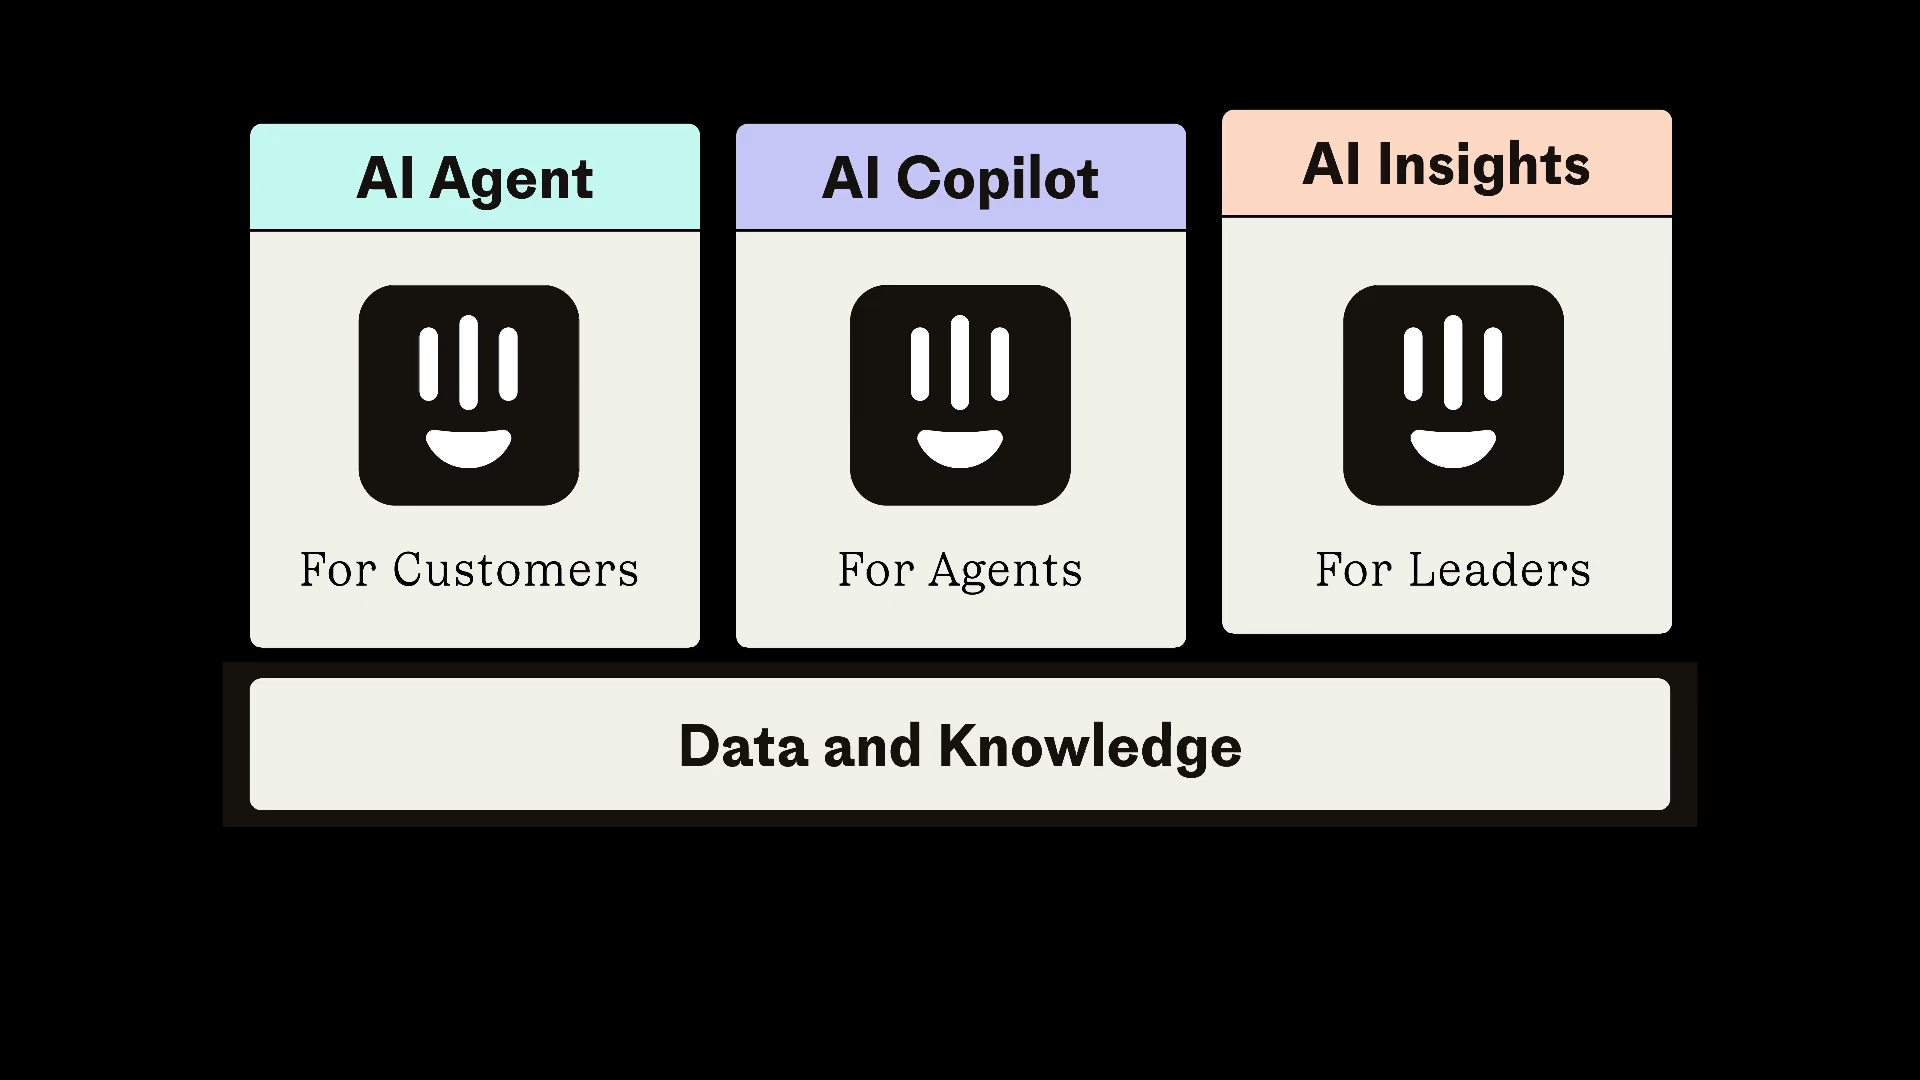 AI Agent
AI Copilot
AI Insights
For Customers
For Agents
For Leaders
Data and Knowledge